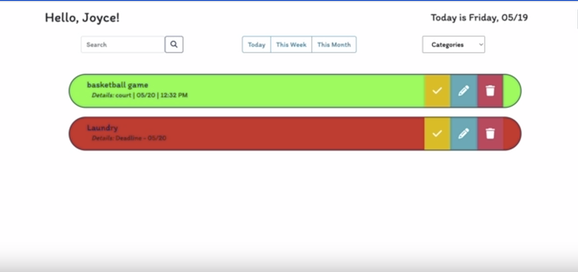 Hello, Joyce!
Today is Friday, 05/19
Search
Today
This Week
This Month
Categories
basketball game
Details: court | 05/20 | 12:32 PM
Laundry
Details: Deadline - 05/20